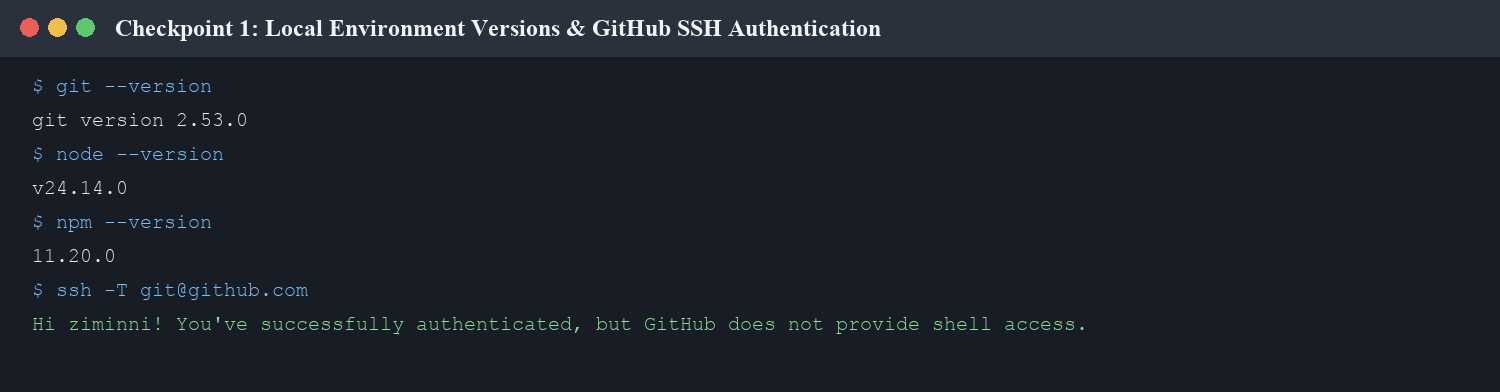 Checkpoint 1: Local Environment Versions & GitHub SSH Authentication
$ git --version
git version 2.53.0
$ node --version
v24.14.0
$ npm --version
11.20.0
$ ssh -T git@github.com
Hi ziminni! You've successfully authenticated, but GitHub does not provide shell access.